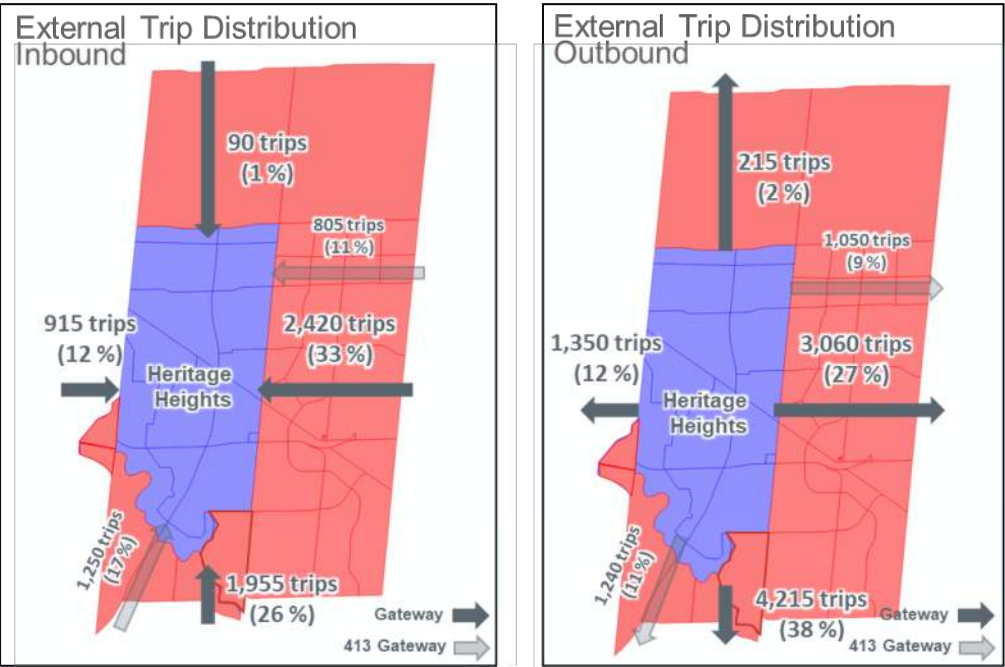 External Trip Distribution
Inbound
90 trips
(1 %)
805 trips
(11 %)
915 trips
(12 %)
2,420 trips
(33 %)
Heritage
Heights
1,250 trips
(17 %)
1,955 trips
(26 %)
Gateway
413 Gateway
External Trip Distribution
Outbound
215 trips
(2 %)
1,050 trips
(9 %)
1,350 trips
(12 %)
3,060 trips
(27 %)
Heritage
Heights
1,240 trips
(11 %)
4,215 trips
(38 %)
Gateway
413 Gateway